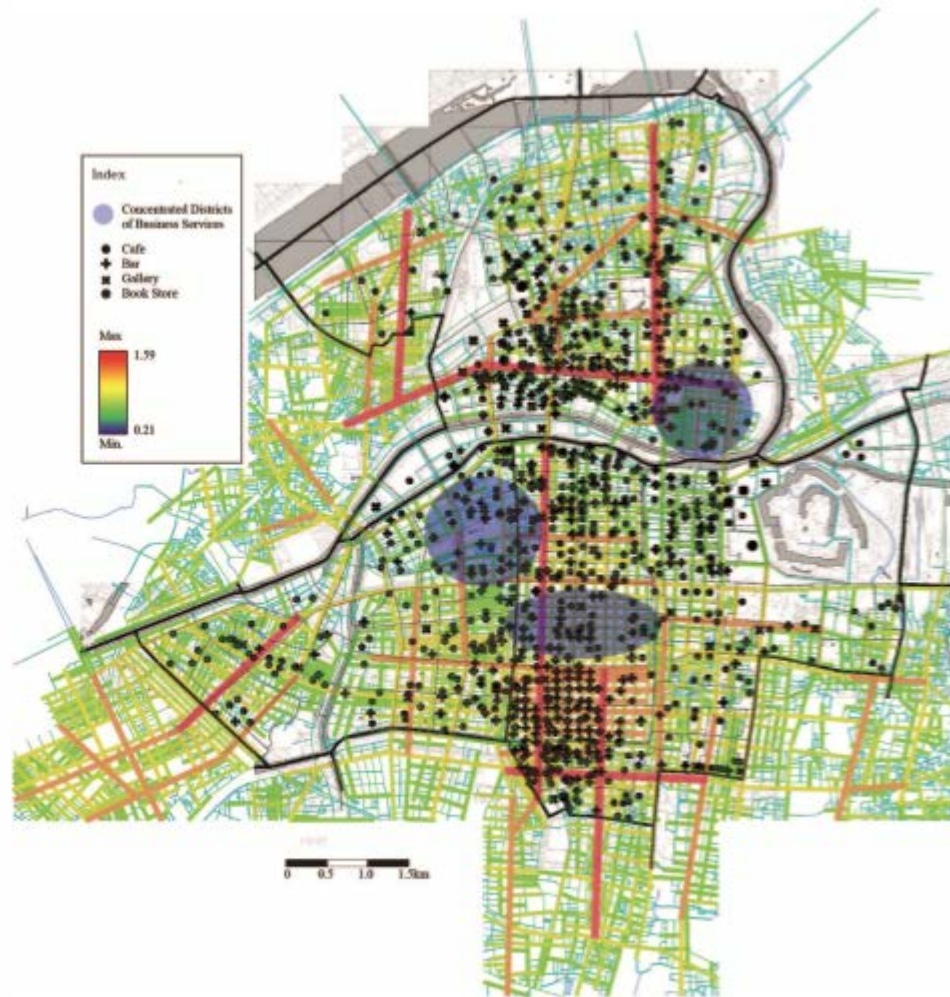 Index
Concentrated Districts
of Business Services
Cafe
Bar
Gallery
Book Store
Max
1.59
0.21
Min.
0 0.5 1.0 1.5km